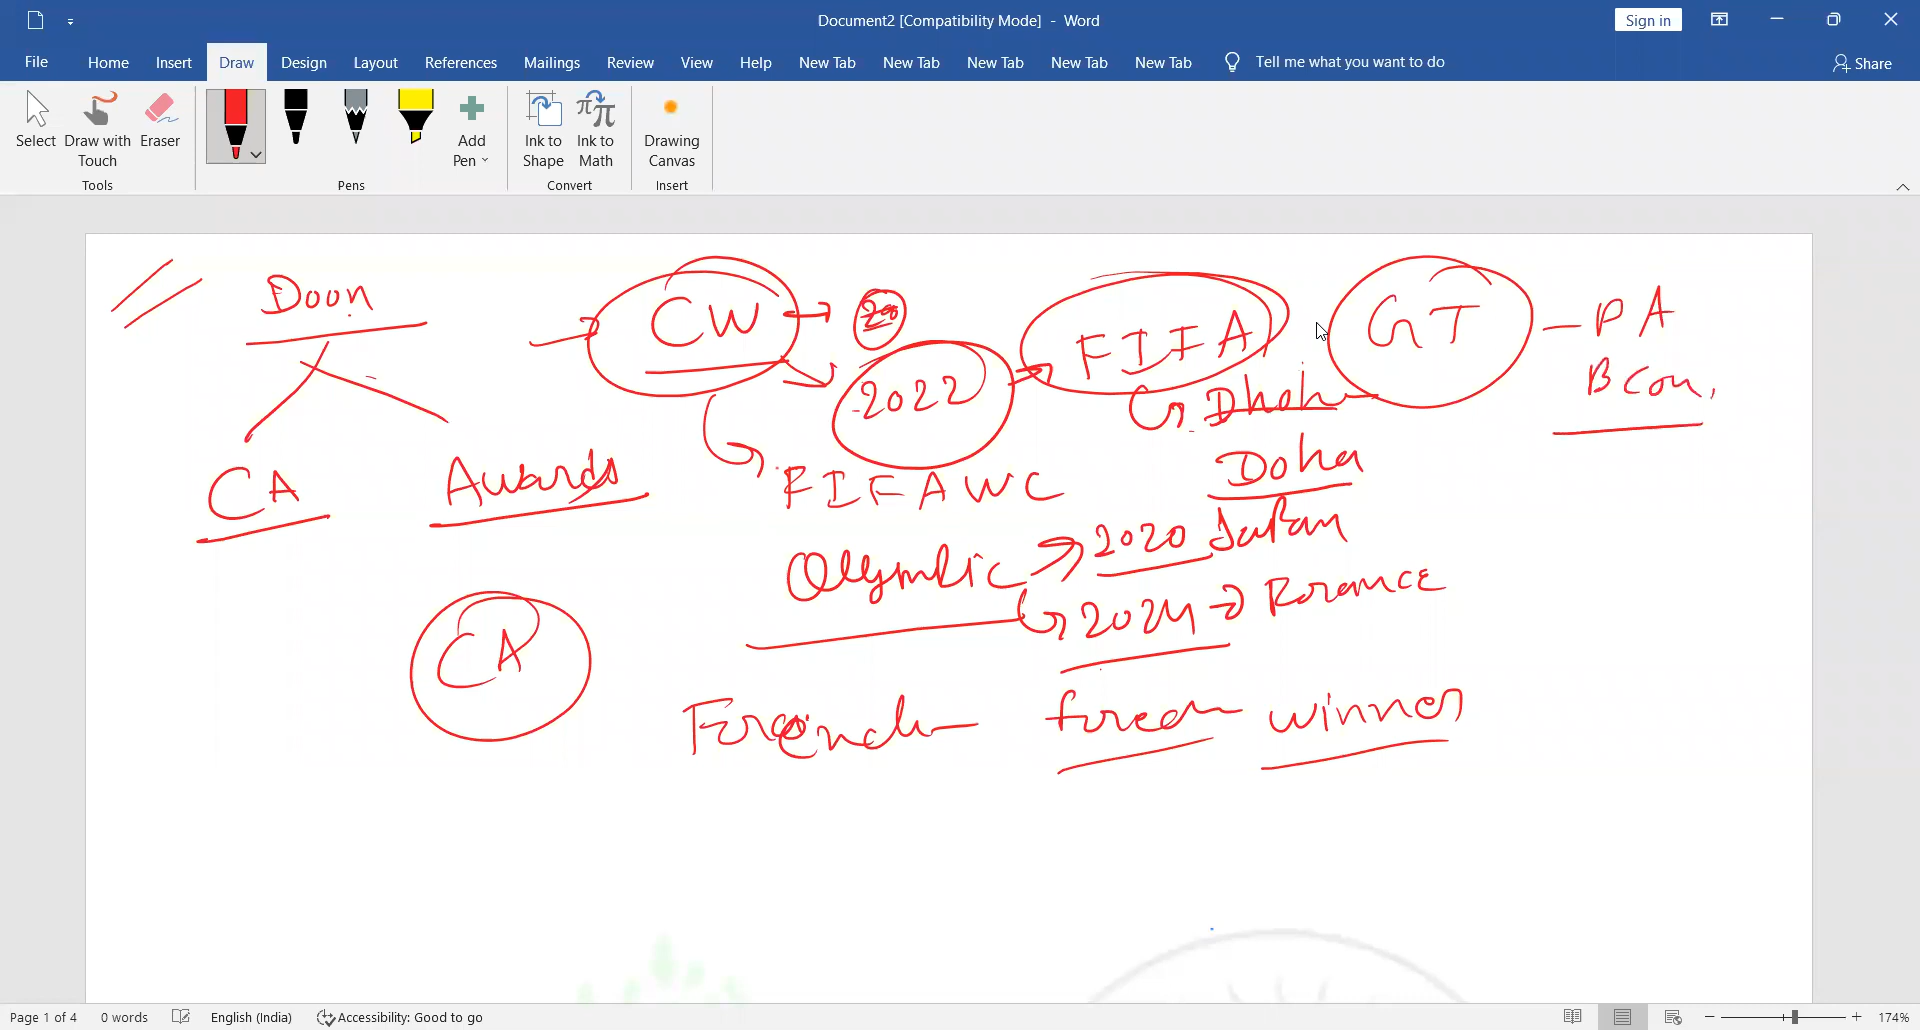 Document2 [Compatibility Mode] - Word
Sign in
File Home Insert Draw Design Layout References Mailings Review View Help New Tab New Tab New Tab New Tab New Tab Tell me what you want to do
Share
Select
Draw with Touch
Eraser
Add Pen
Ink to Shape
Ink to Math
Drawing Canvas
Tools Pens Convert Insert
Doon
CW
2022
FIFA
GT - PA
B Con,
Dhoh
Doha
CA
Awards
FIFA WC
Olympic
2020 Japan
2024
CA
winner
Page 1 of 4 0 words English (India) Accessibility: Good to go 174%